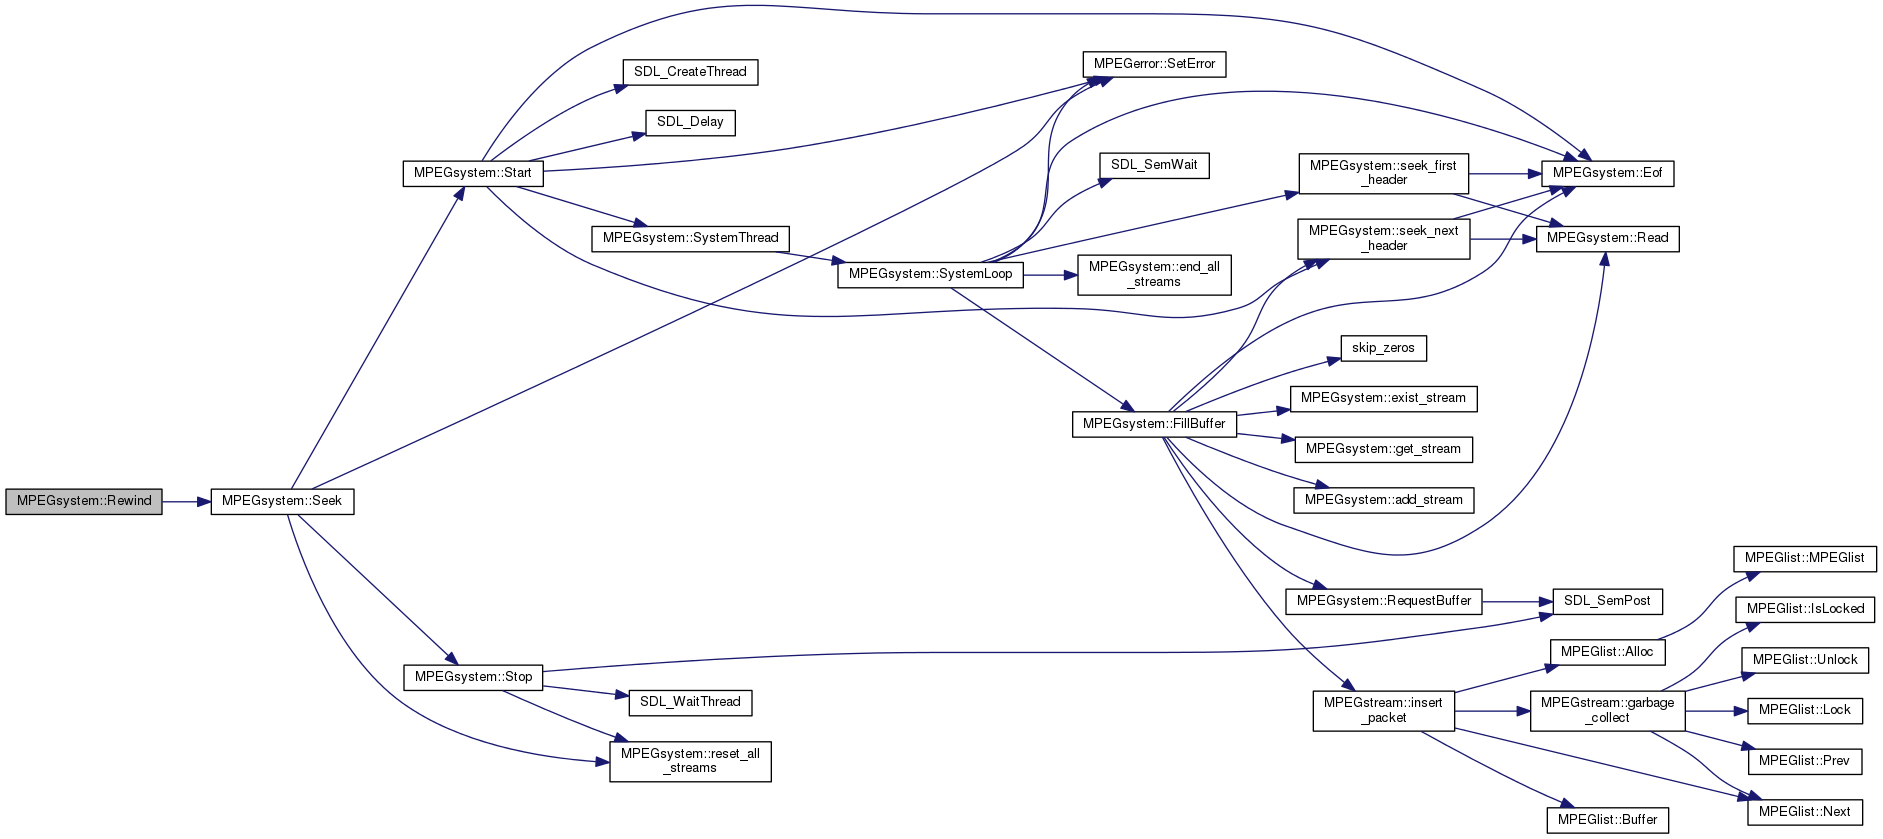 MPEGsystem::Rewind
MPEGsystem::Seek
MPEGsystem::Start
MPEGsystem::Stop
SDL_CreateThread
SDL_Delay
MPEGsystem::SystemThread
SDL_WaitThread
MPEGsystem::reset_all
_streams
MPEGsystem::SystemLoop
MPEGerror::SetError
SDL_SemWait
MPEGsystem::end_all
_streams
MPEGsystem::FillBuffer
MPEGsystem::seek_first
_header
MPEGsystem::seek_next
_header
skip_zeros
MPEGsystem::exist_stream
MPEGsystem::get_stream
MPEGsystem::add_stream
MPEGsystem::RequestBuffer
MPEGstream::insert
_packet
MPEGsystem::Eof
MPEGsystem::Read
SDL_SemPost
MPEGlist::Alloc
MPEGstream::garbage
_collect
MPEGlist::Buffer
MPEGlist::MPEGlist
MPEGlist::IsLocked
MPEGlist::Unlock
MPEGlist::Lock
MPEGlist::Prev
MPEGlist::Next